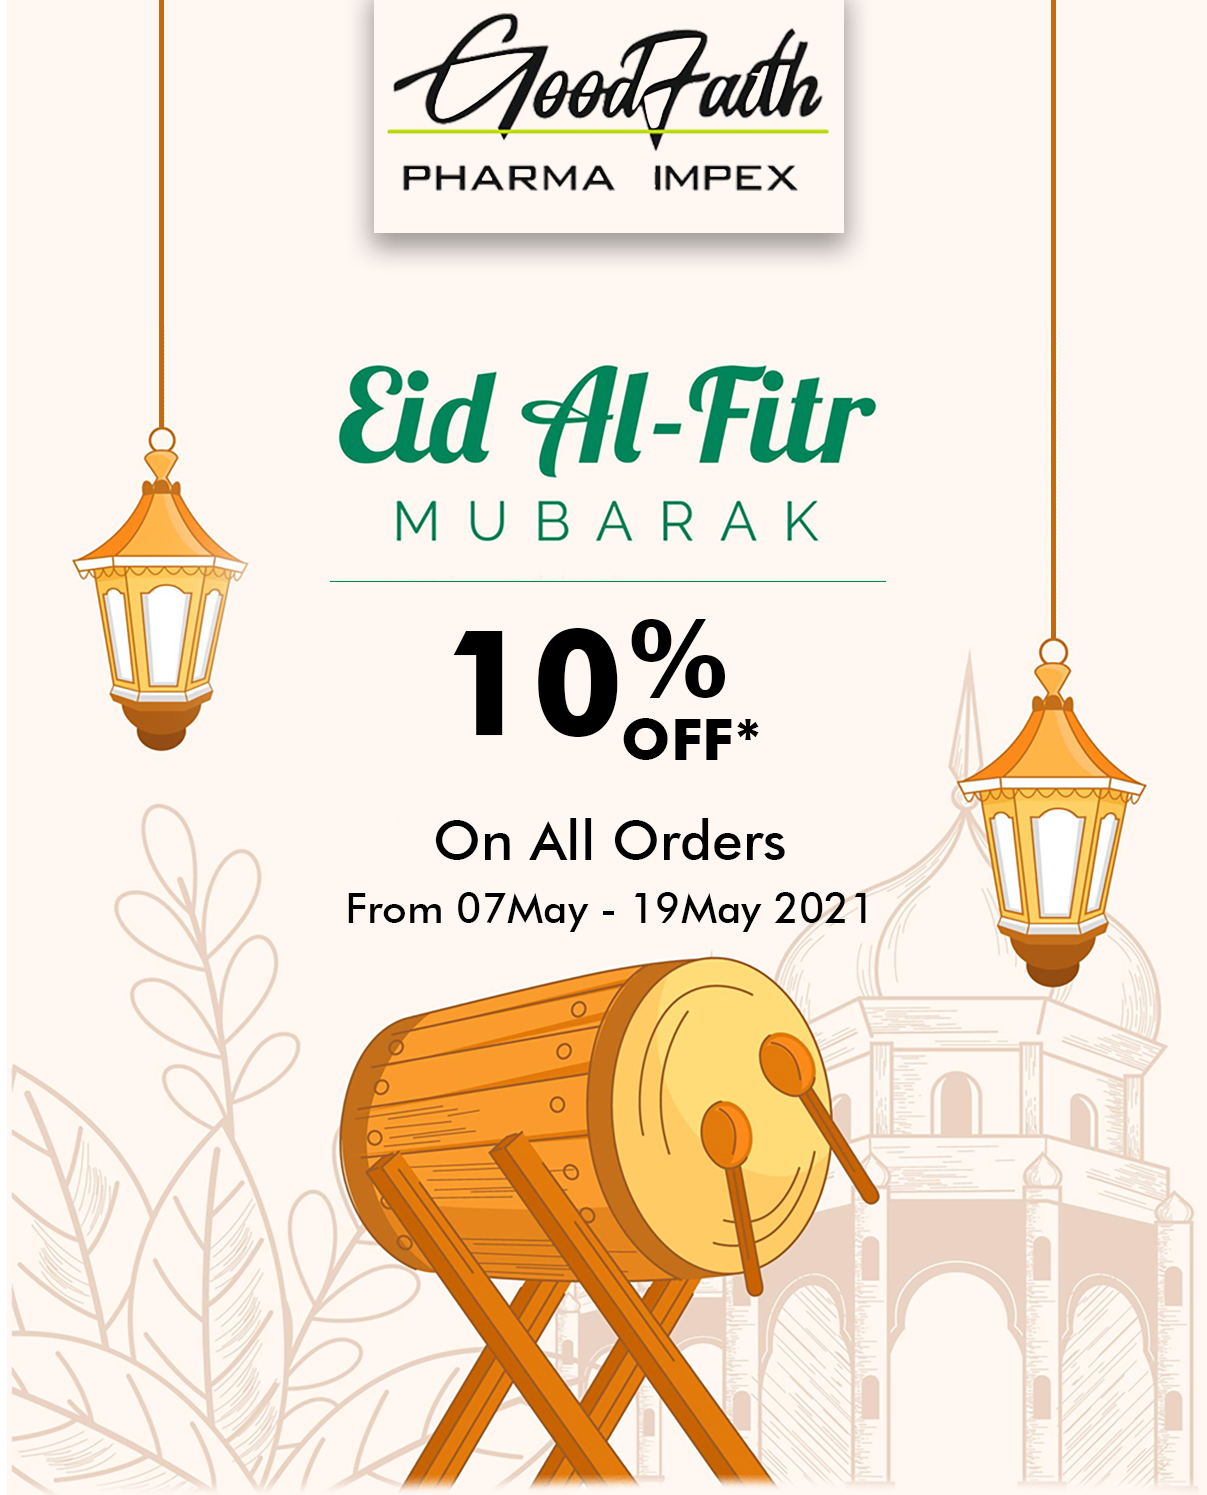 GoodFaith
PHARMA IMPEX
Eid Al-Fitr
MUBARAK
10%
OFF*
On All Orders
From 07May - 19May 2021